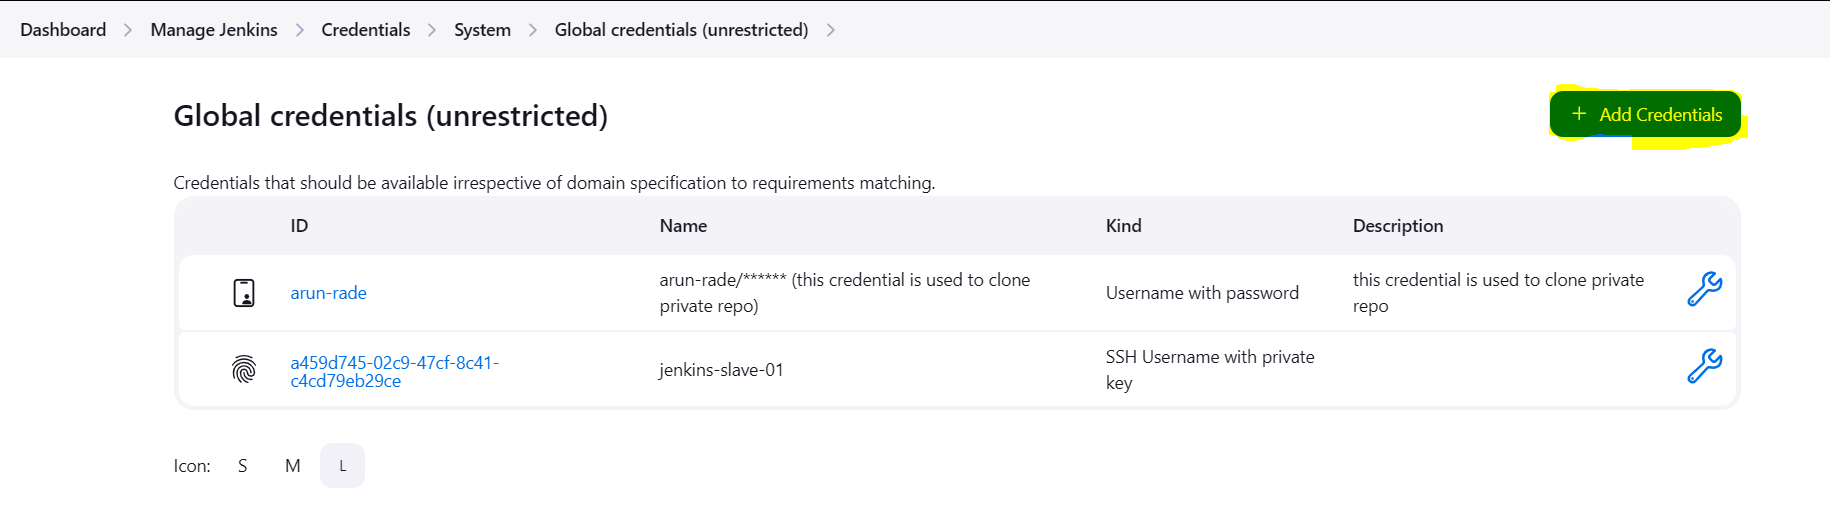 Dashboard > Manage Jenkins > Credentials > System > Global credentials (unrestricted) >
Global credentials (unrestricted)
+ Add Credentials
Credentials that should be available irrespective of domain specification to requirements matching.
ID Name Kind Description
arun-rade
arun-rade/****** (this credential is used to clone
private repo)
Username with password
this credential is used to clone private
repo
a459d745-02c9-47cf-8c41-
c4cd79eb29ce
jenkins-slave-01
SSH Username with private
key
Icon: S M L